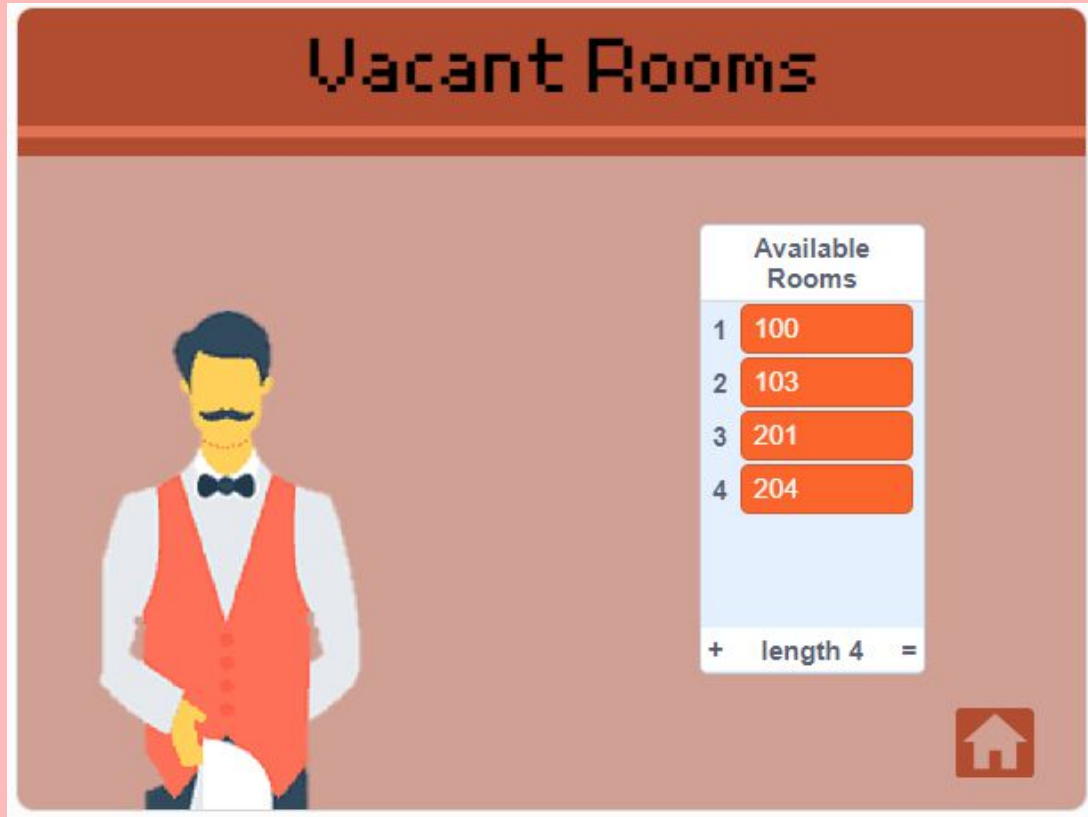 Vacant Rooms
Available
Rooms
1 100
2 103
3 201
4 204
+ length 4 =